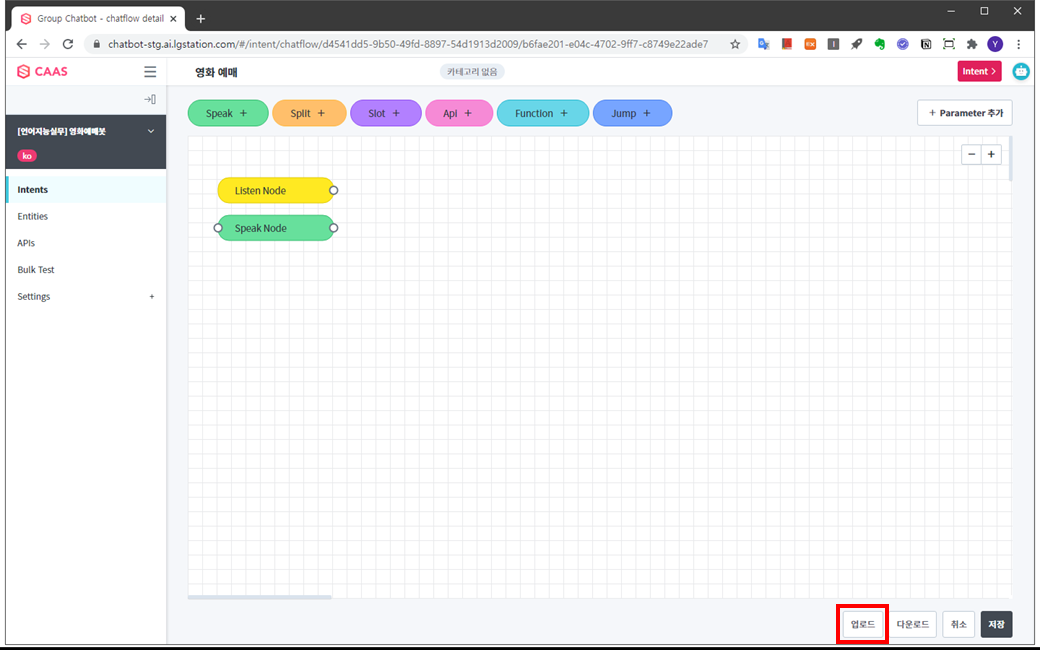 Group Chatbot - chatflow detail
chatbot-stg.ai.lgstation.com/#/intent/chatflow/d4541dd5-9b50-49fd-8897-54d1913d2009/b6fae201-e04c-4702-9ff7-c8749e22ade7
CAAS
영화 예매
카테고리 없음
Intent >
Speak +
Split +
Slot +
Api +
Function +
Jump +
+ Parameter 추가
[언어지능실무] 영화예매봇
ko
Intents
Entities
APIs
Bulk Test
Settings +
− +
Listen Node
Speak Node
업로드
다운로드
취소
저장